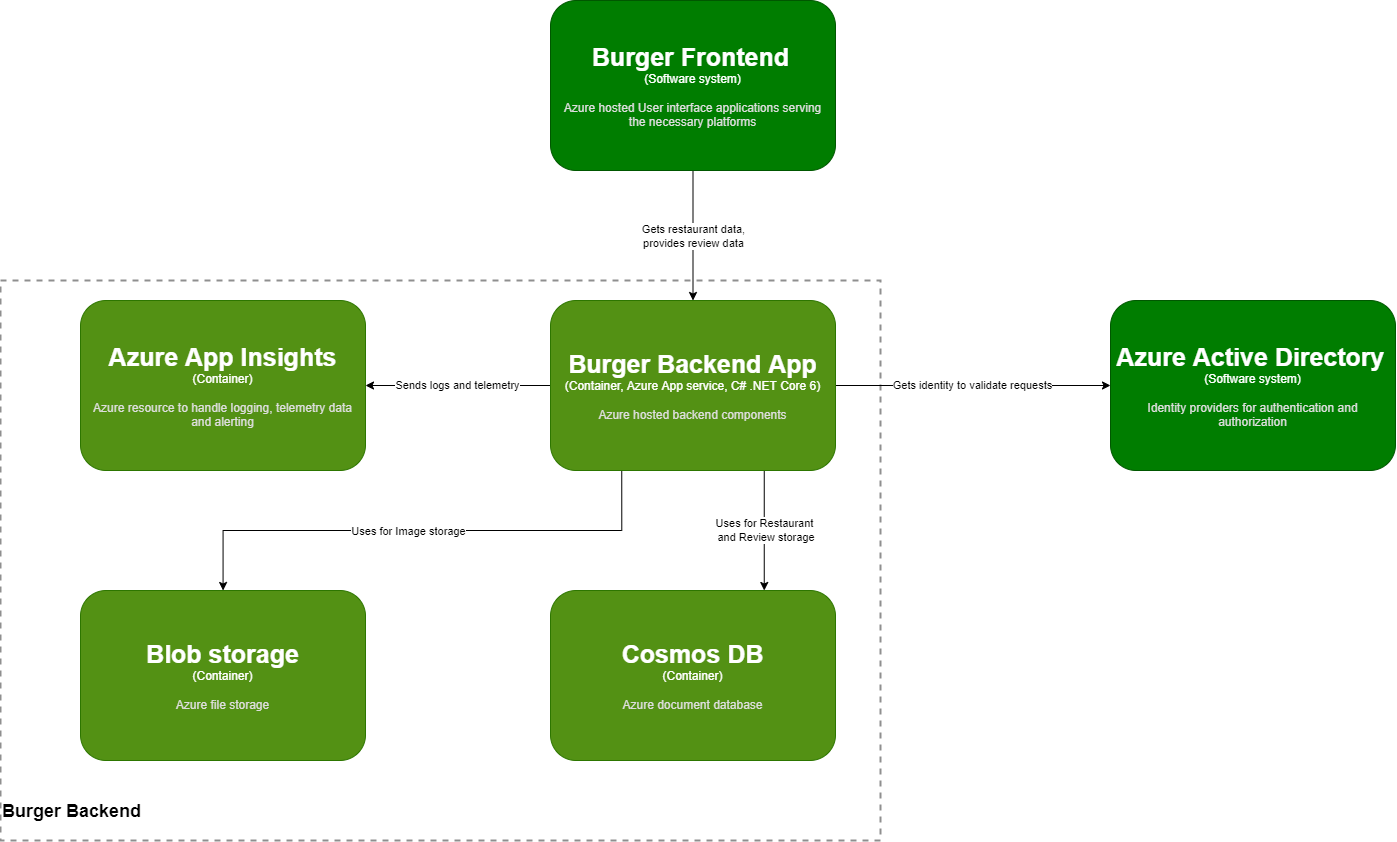 Burger Frontend
(Software system)
Azure hosted User interface applications serving
the necessary platforms
Gets restaurant data,
provides review data
Azure App Insights
(Container)
Azure resource to handle logging, telemetry data
and alerting
Sends logs and telemetry
Burger Backend App
(Container, Azure App service, C# .NET Core 6)
Azure hosted backend components
Gets identity to validate requests
Azure Active Directory
(Software system)
Identity providers for authentication and
authorization
Uses for Image storage
Uses for Restaurant
and Review storage
Blob storage
(Container)
Azure file storage
Cosmos DB
(Container)
Azure document database
Burger Backend